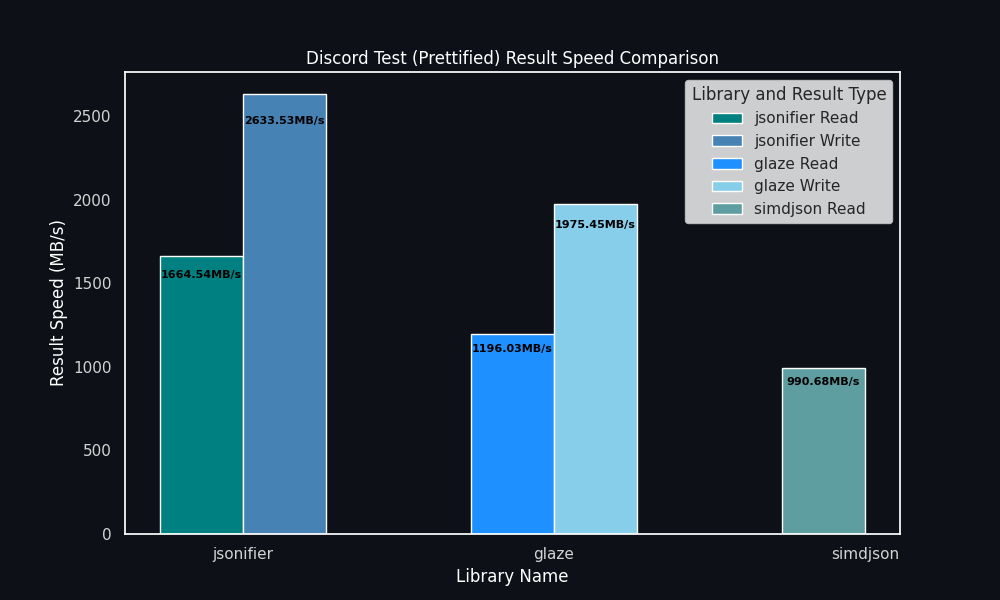 Discord Test (Prettified) Result Speed Comparison
Library and Result Type
jsonifier Read
jsonifier Write
glaze Read
glaze Write
simdjson Read
Result Speed (MB/s)
2500
2000
1500
1000
500
0
2633.53MB/s
1975.45MB/s
1664.54MB/s
1196.03MB/s
990.68MB/s
jsonifier
glaze
simdjson
Library Name